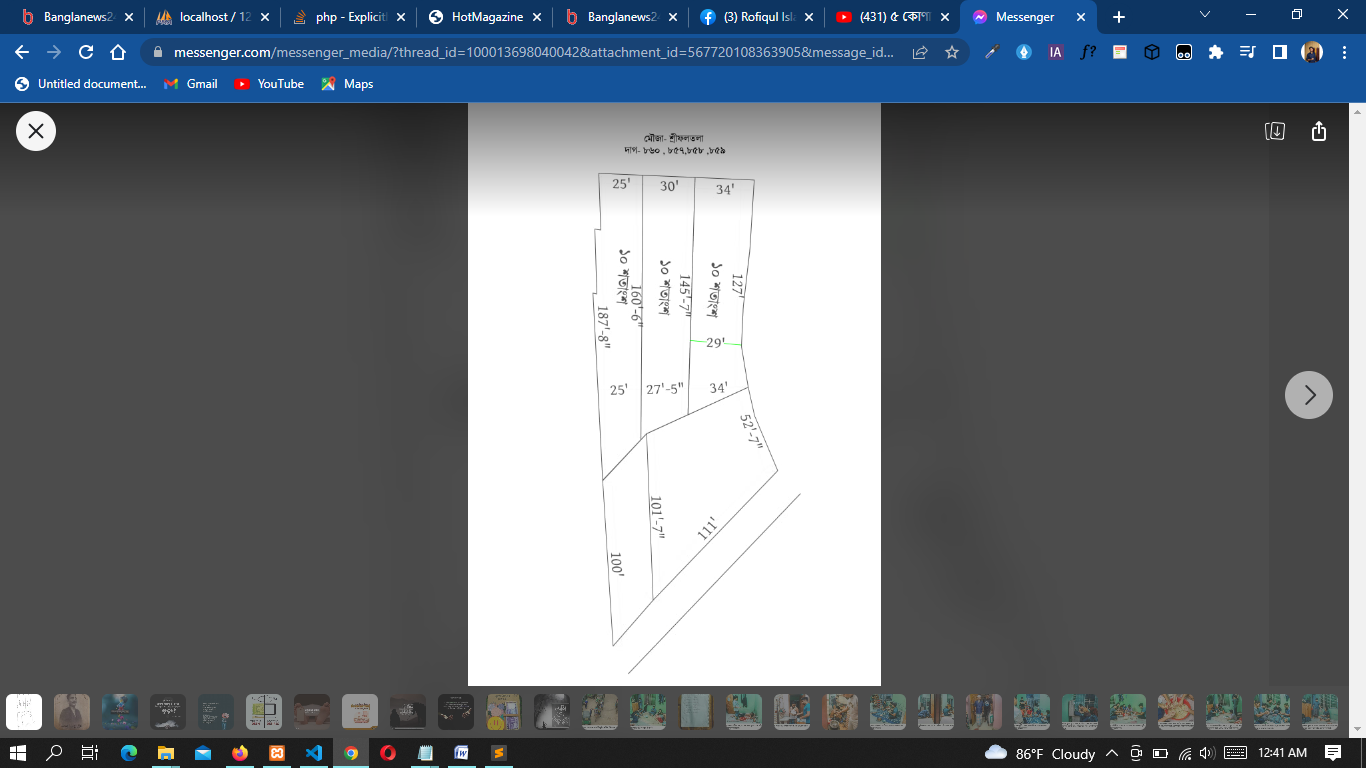 Banglanews24
localhost / 12
php - Explicitl
HotMagazine
Banglanews24
(3) Rofiqul Isla
(431) ৫ কোণা
Messenger
messenger.com/messenger_media/?thread_id=100013698040042&attachment_id=567720108363905&message_id...
IA
f?
Untitled document...
Gmail
YouTube
Maps
মৌজা- শ্রীফলতলা
দাগ- ৮৬০ , ৮৫৭,৮৫৮ ,৮৫৯
25'
30'
34'
১০ শতাংশ
১০ শতাংশ
১০ শতাংশ
127'
145'-7"
160'-6"
187'-8"
29'
25'
27'-5"
34'
52'-7"
101'-7"
111'
100'
86°F Cloudy
12:41 AM